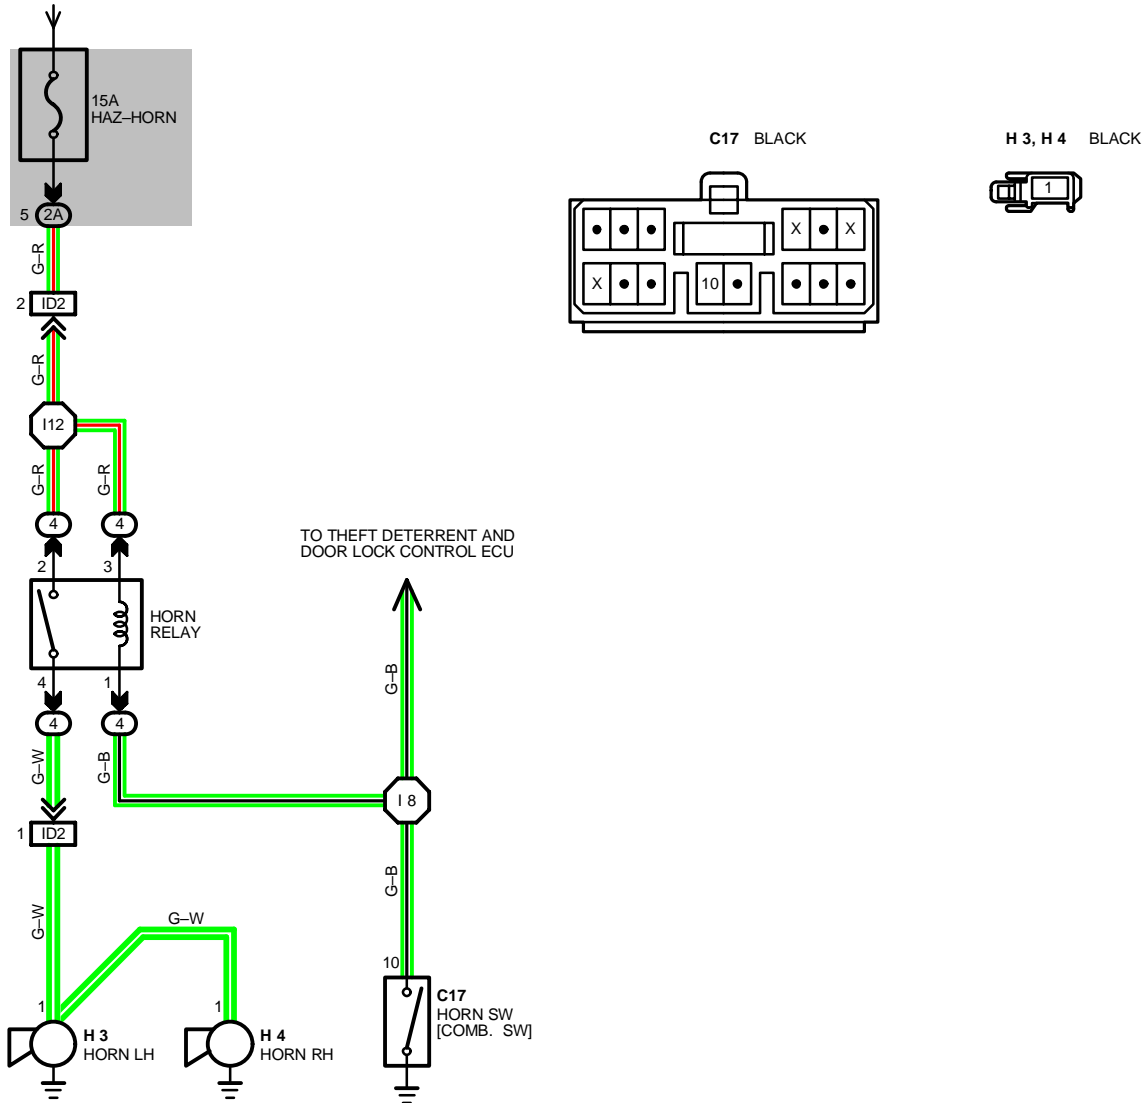 15A
HAZ–HORN
C17 BLACK
H 3, H 4 BLACK
1
X X
X 10
5 2A
G–R
2 ID2
G–R
I12
G–R G–R
4 4
2 3
HORN
RELAY
TO THEFT DETERRENT AND
DOOR LOCK CONTROL ECU
4 1
4 4
G–B
G–W G–B
I 8
1 ID2
G–B
G–W
G–W
10
C17
HORN SW
[COMB. SW]
1 1
H 3
HORN LH
H 4
HORN RH